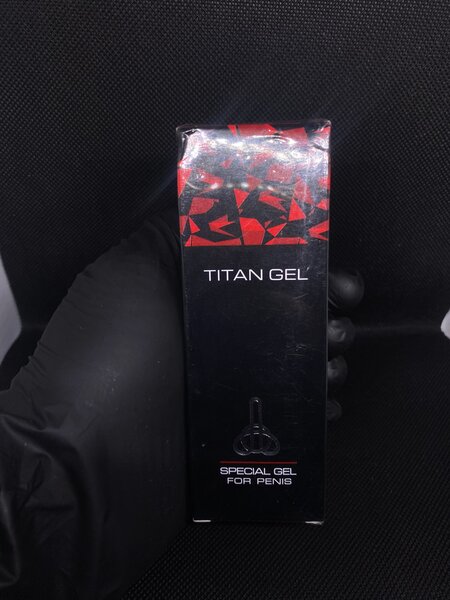 TITAN GEL
SPECIAL GEL
FOR PENIS